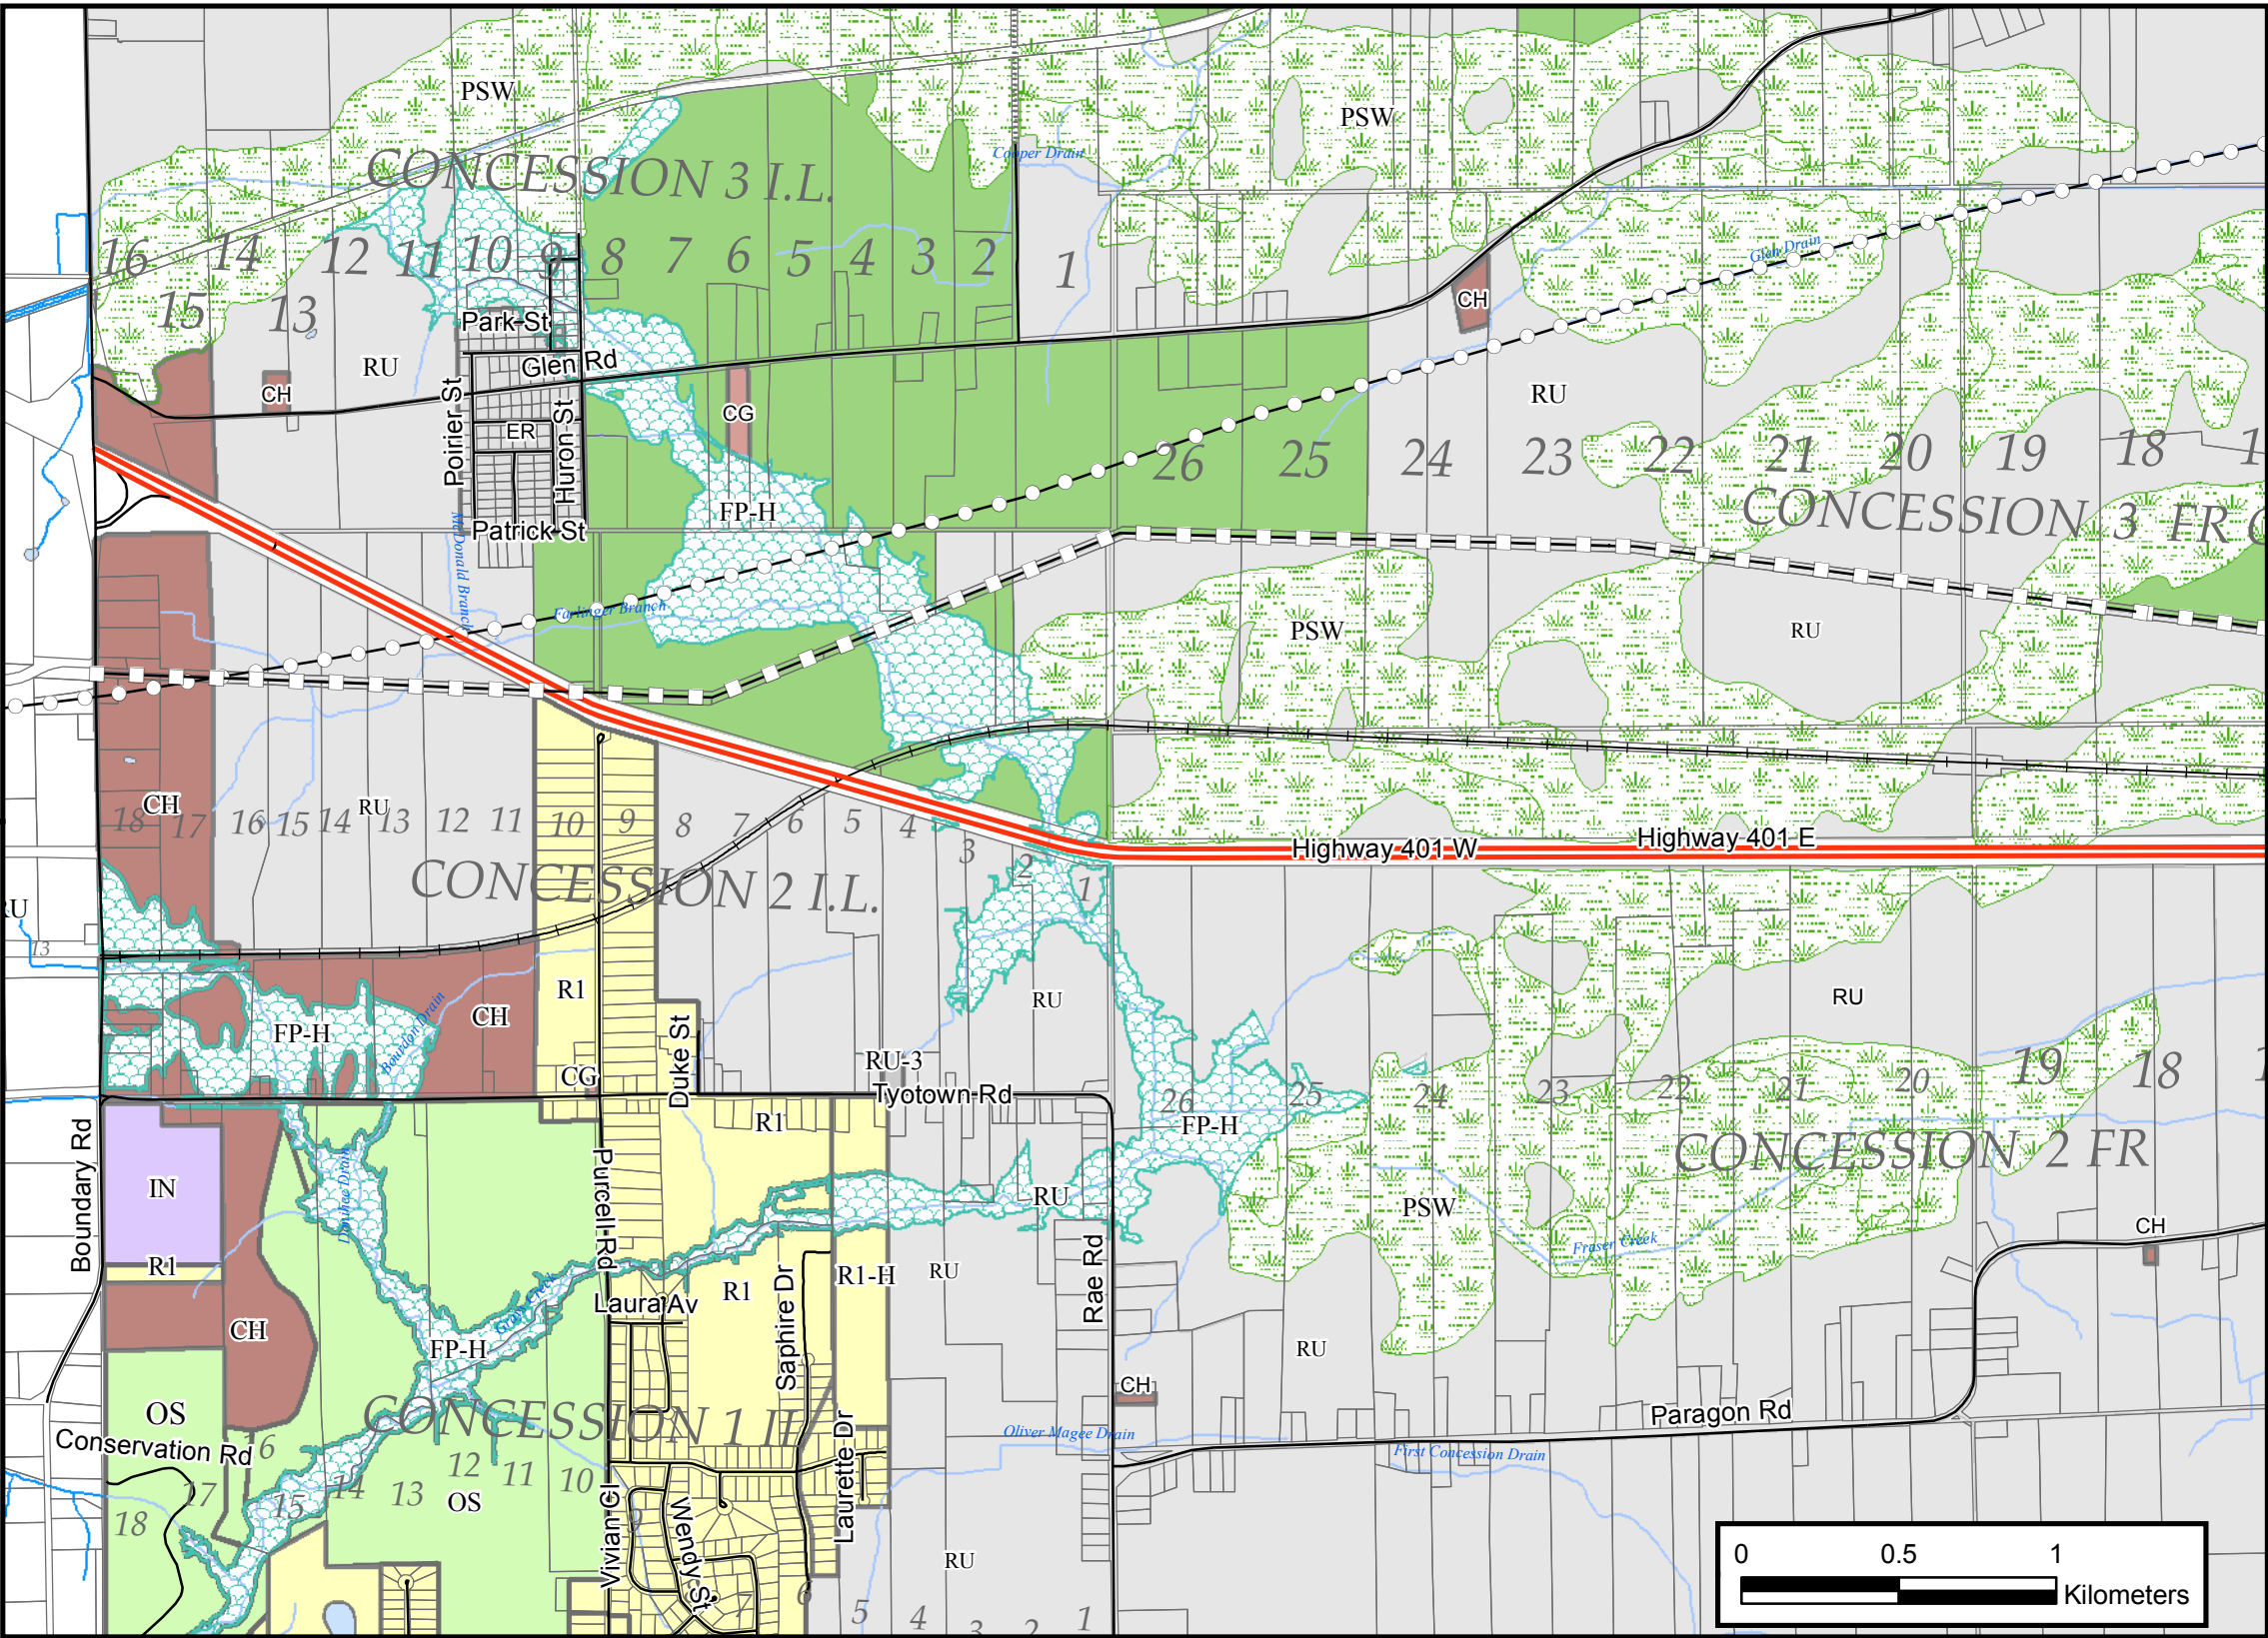 PSW
PSW
CONCESSION 3 I.L.
Cooper Drain
16
15
14
13
12
11
10
9
8
7
6
5
4
3
2
1
Glen Drain
CH
Park St
RU
Glen Rd
CH
Poirier St
ER
Huron St
CG
RU
Patrick St
FP-H
26
25
24
23
22
21
20
19
18
1
CONCESSION 3 FR C
McDonald Branch
Farlinger Branch
PSW
RU
CH
RU
18
17
16
15
14
13
12
11
10
9
8
7
6
5
4
3
2
1
CONCESSION 2 I.L.
Highway 401 W
Highway 401 E
RU
13
R1
CH
FP-H
Bourdon Drain
RU
RU
CG
Duke St
RU-3
Tyotown Rd
26
25
24
23
22
21
20
19
18
1
FP-H
CONCESSION 2 FR
Boundary Rd
IN
R1
R1
Purcell Rd
RU
PSW
Fraser Creek
CH
R1
CH
Laura Av
R1
Saphire Dr
R1-H
RU
Rae Rd
RU
FP-H
CH
OS
CONCESSION 1 I
Conservation Rd
Paragon Rd
Oliver Magee Drain
First Concession Drain
Laurette Dr
16
17
18
15
14
13
12
11
10
9
OS
Vivian Cl
Wendy St
RU
7
6
5
4
3
2
1
0
0.5
1
Kilometers